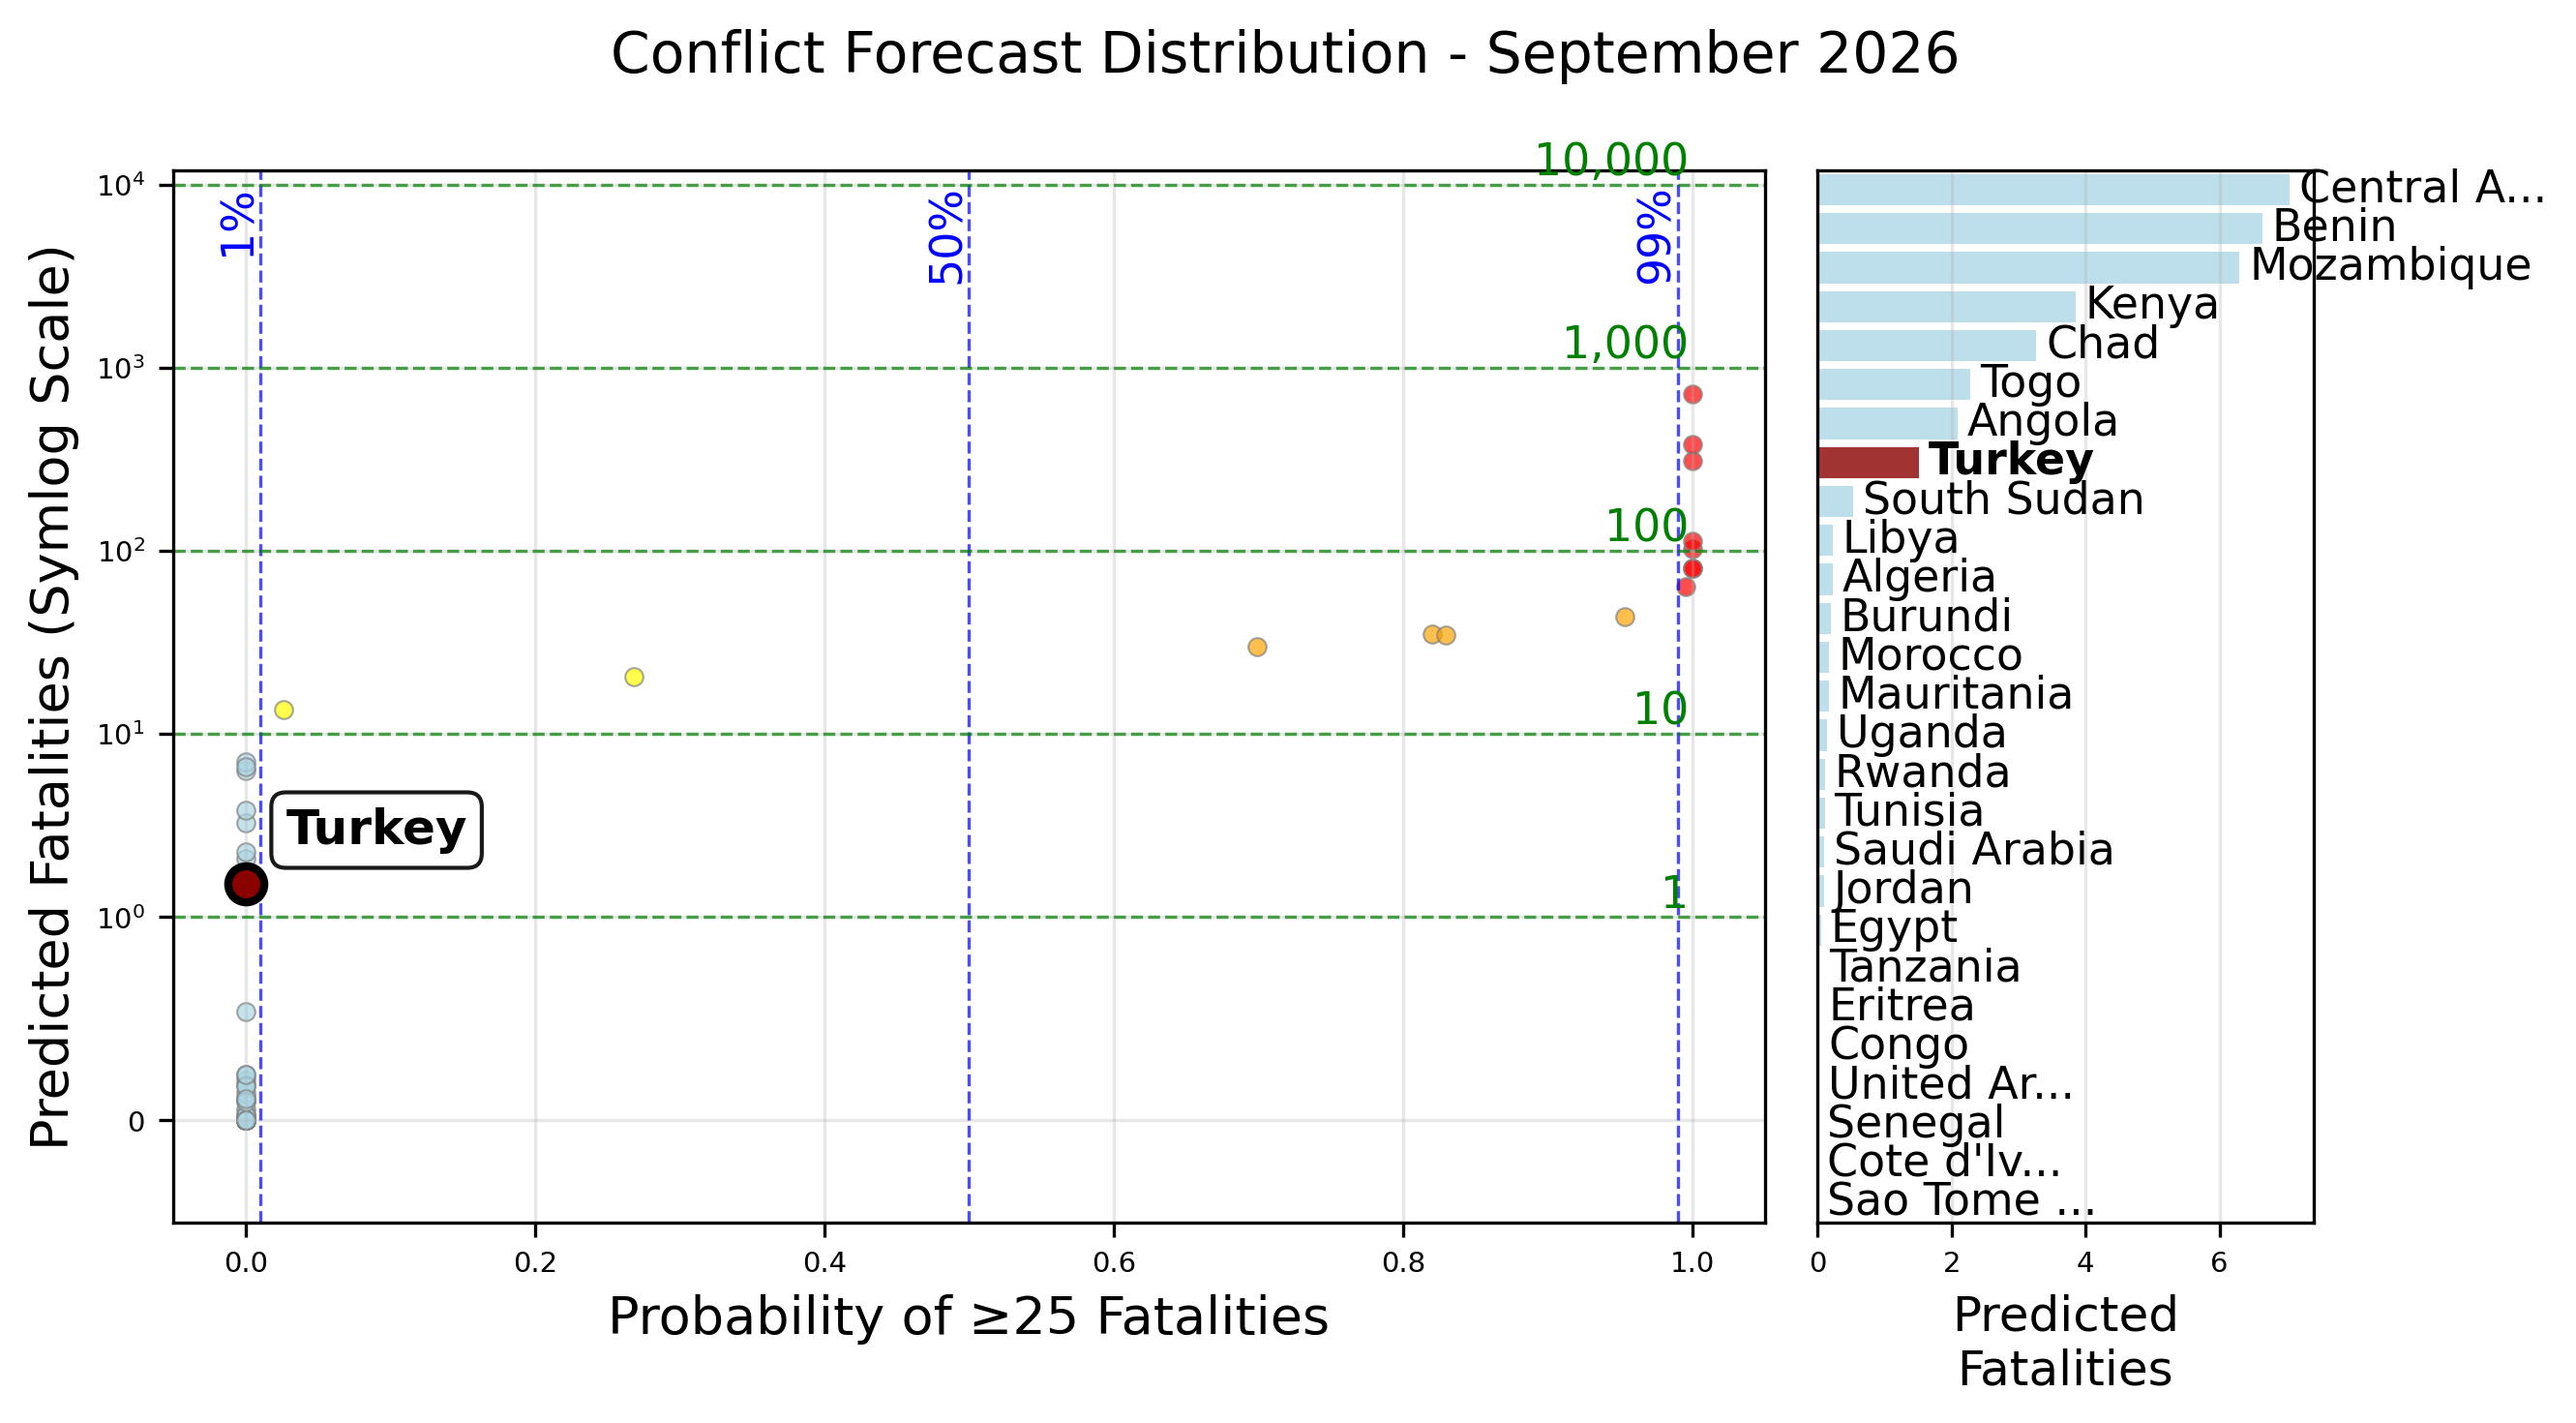 Conflict Forecast Distribution - September 2026
Predicted Fatalities (Symlog Scale)
10⁴
10³
10²
10¹
10⁰
0
1%
50%
99%
10,000
1,000
100
10
1
Turkey
0.0 0.2 0.4 0.6 0.8 1.0
Probability of ≥25 Fatalities
Central A...
Benin
Mozambique
Kenya
Chad
Togo
Angola
Turkey
South Sudan
Libya
Algeria
Burundi
Morocco
Mauritania
Uganda
Rwanda
Tunisia
Saudi Arabia
Jordan
Egypt
Tanzania
Eritrea
Congo
United Ar...
Senegal
Cote d'Iv...
Sao Tome ...
0 2 4 6
Predicted
Fatalities